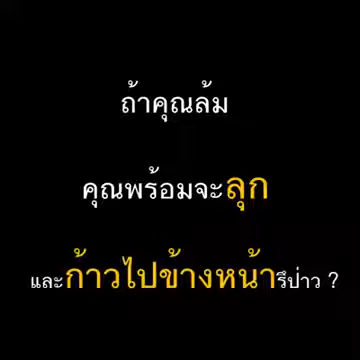 ถ้าคุณล้ม
คุณพร้อมจะลุก
และก้าวไปข้างหน้ารึป่าว ?